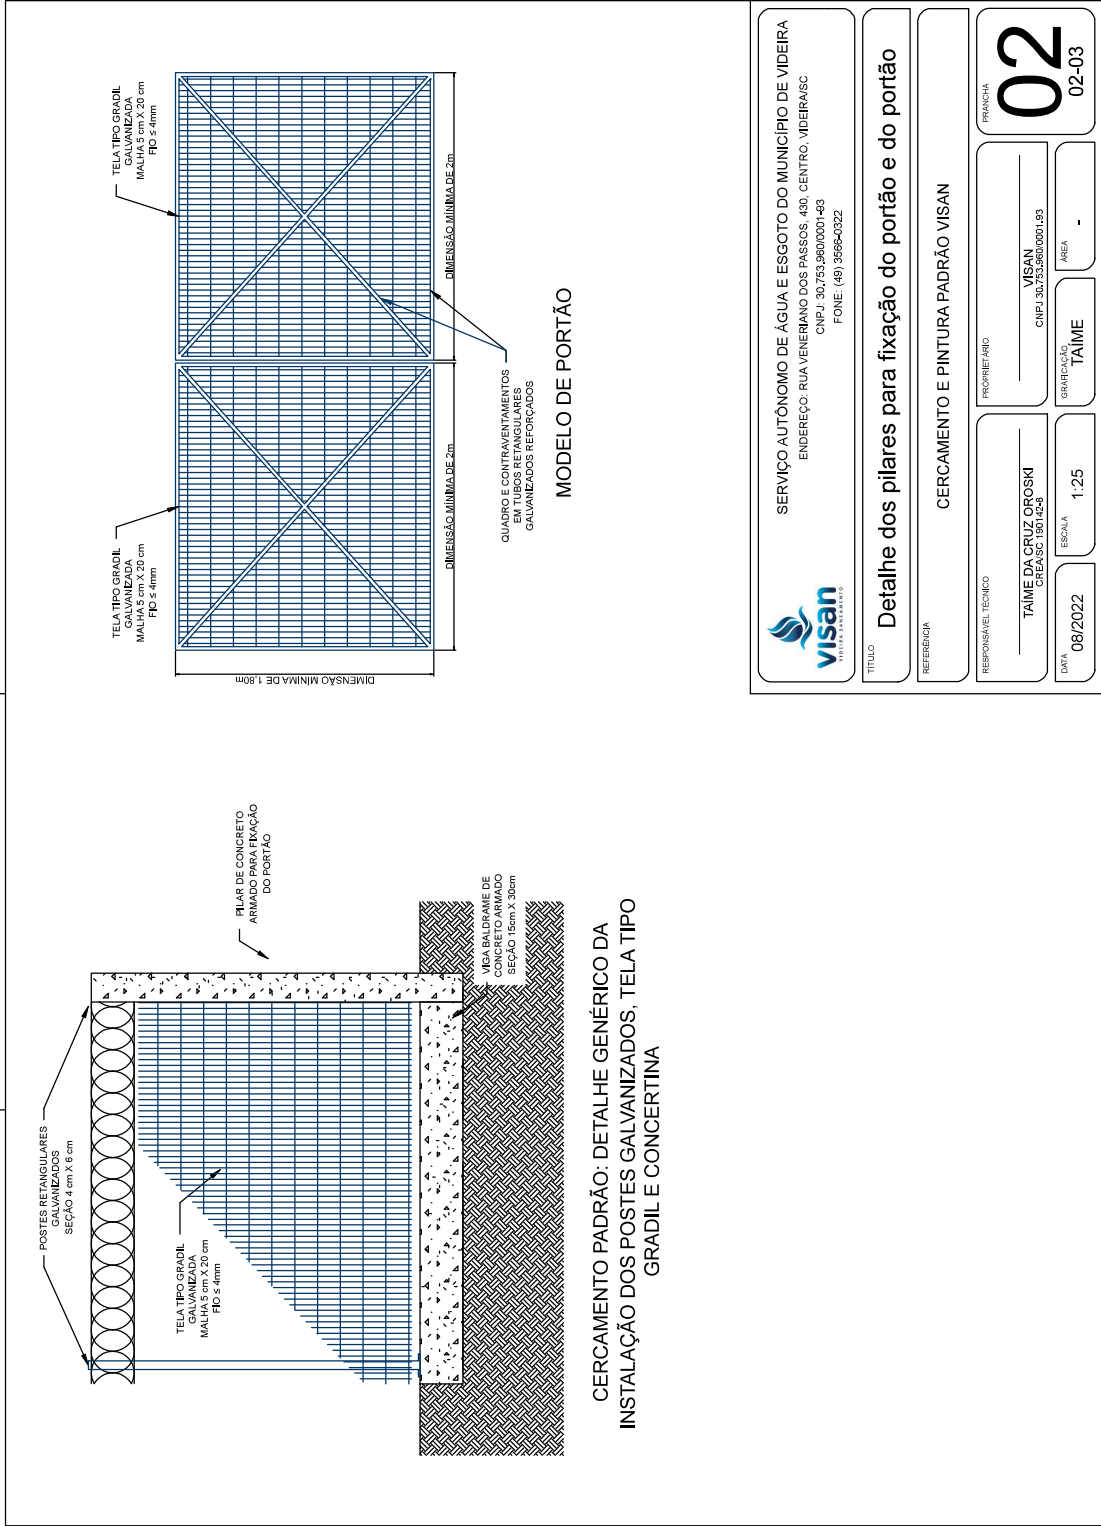 POSTES RETANGULARES
GALVANIZADOS
SEÇÃO 4 cm X 6 cm
TELA TIPO GRADIL
GALVANIZADA
MALHA 5 cm X 20 cm
FIO ≤ 4mm
PILAR DE CONCRETO
ARMADO PARA FIXAÇÃO
DO PORTÃO
VIGA BALDRAME DE
CONCRETO ARMADO
SEÇÃO 15cm X 30cm
CERCAMENTO PADRÃO: DETALHE GENÉRICO DA
INSTALAÇÃO DOS POSTES GALVANIZADOS, TELA TIPO
GRADIL E CONCERTINA
TELA TIPO GRADIL
GALVANIZADA
MALHA 5 cm X 20 cm
FIO ≤ 4mm
TELA TIPO GRADIL
GALVANIZADA
MALHA 5 cm X 20 cm
FIO ≤ 4mm
DIMENSÃO MÍNIMA DE 1,80m
DIMENSÃO MÍNIMA DE 2m
DIMENSÃO MÍNIMA DE 2m
QUADRO E CONTRAVENTAMENTOS
EM TUBOS RETANGULARES
GALVANIZADOS REFORÇADOS
MODELO DE PORTÃO
visan
VIDEIRA SANEAMENTO
SERVIÇO AUTÔNOMO DE ÁGUA E ESGOTO DO MUNICÍPIO DE VIDEIRA
ENDEREÇO: RUA VENERIANO DOS PASSOS, 430, CENTRO, VIDEIRA/SC
CNPJ: 30.753.960/0001-93
FONE: (49) 3566-0322
TÍTULO
Detalhe dos pilares para fixação do portão e do portão
REFERÊNCIA
CERCAMENTO E PINTURA PADRÃO VISAN
RESPONSÁVEL TÉCNICO
TAÍME DA CRUZ OROSKI
CREA/SC 190142-8
PROPRIETÁRIO
VISAN
CNPJ 30.753.960/0001.93
PRANCHA
02
02-03
DATA
08/2022
ESCALA
1:25
GRAFICAÇÃO
TAÍME
ÁREA
-